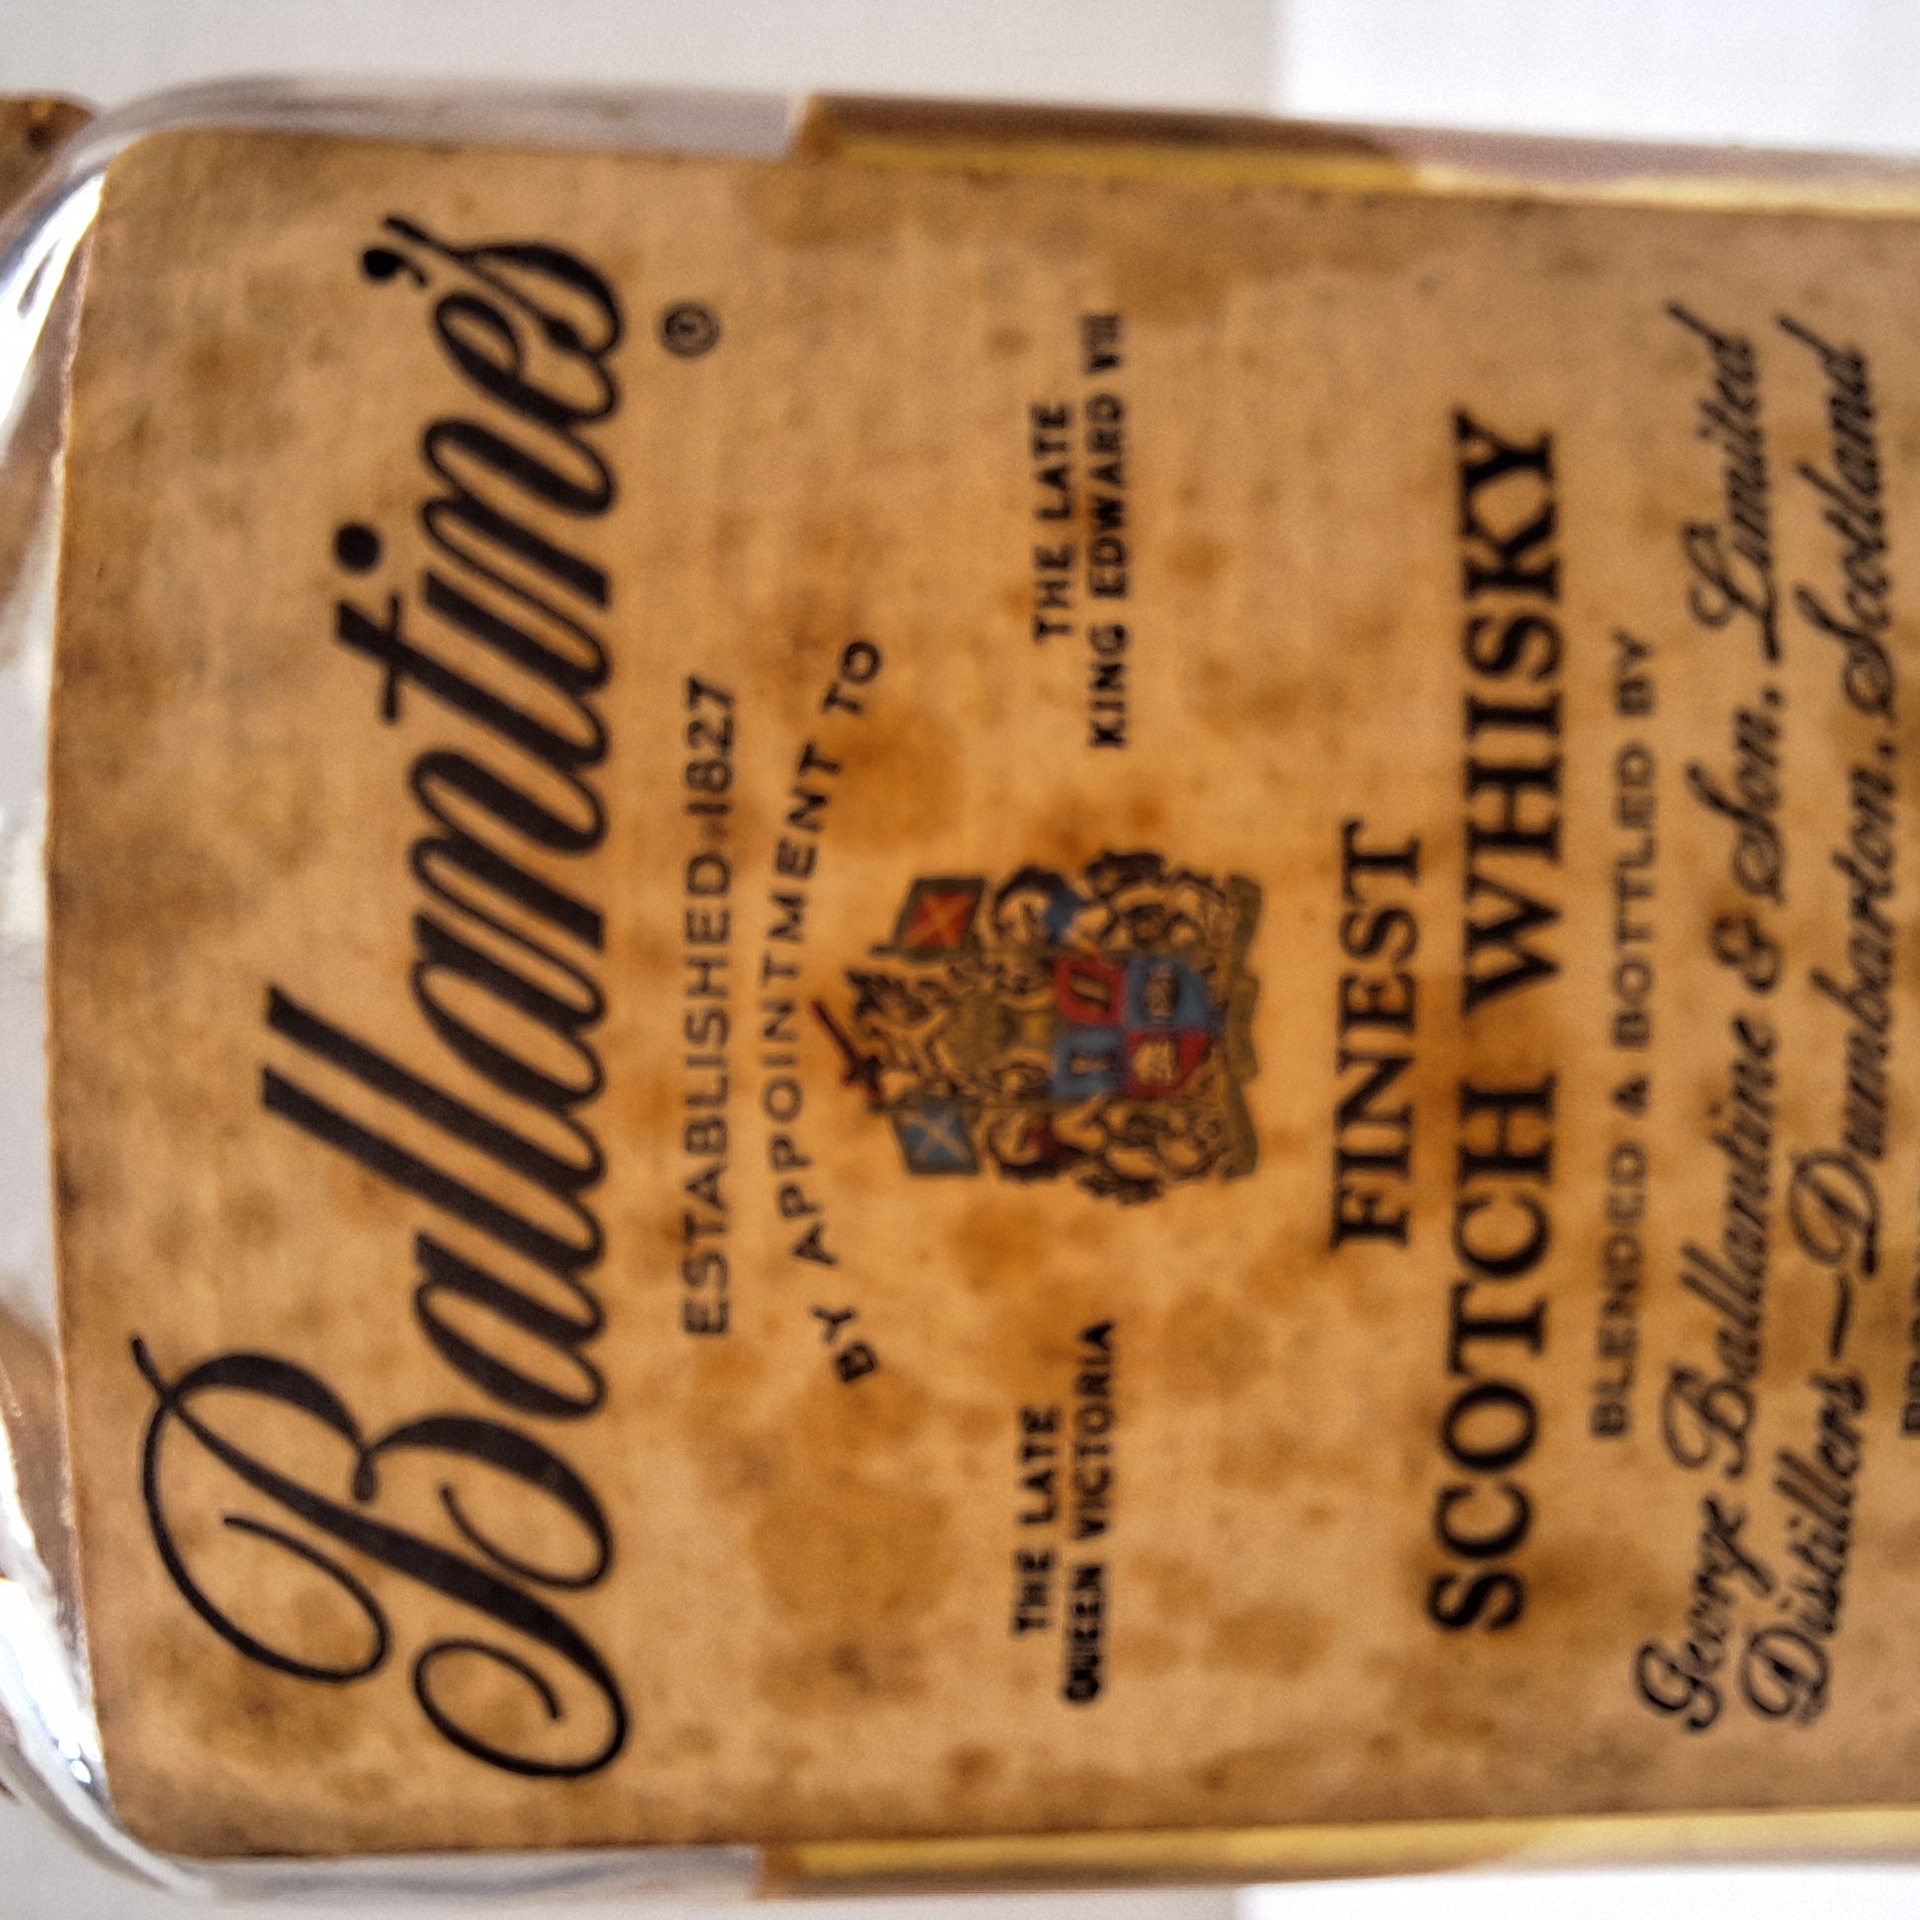 Ballantine's
®
ESTABLISHED·1827
BY APPOINTMENT TO
THE LATE
QUEEN VICTORIA
THE LATE
KING EDWARD VII
FINEST
SCOTCH WHISKY
BLENDED & BOTTLED BY
George Ballantine & Son, Limited
Distillers—Dumbarton, Scotland